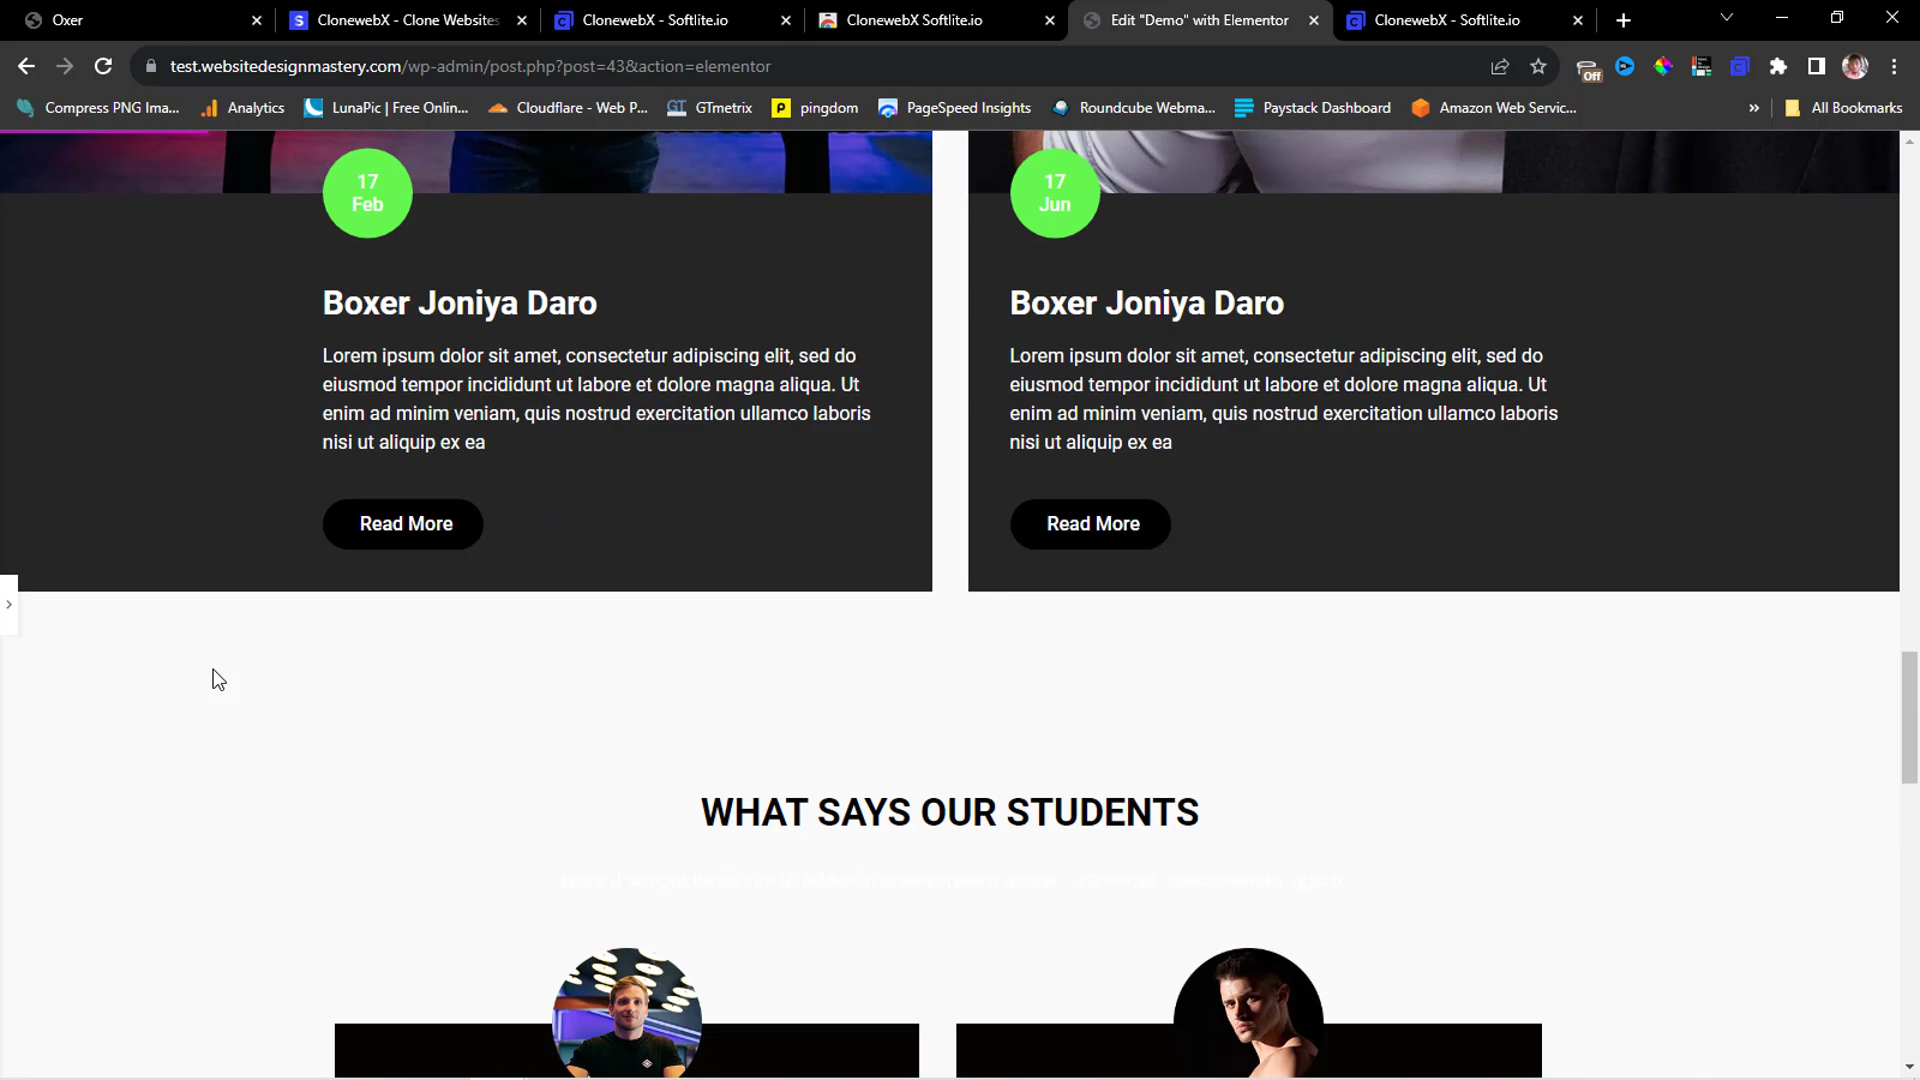 Oxer
ClonewebX - Clone Websites
ClonewebX - Softlite.io
ClonewebX Softlite.io
Edit "Demo" with Elementor
ClonewebX - Softlite.io
test.websitedesignmastery.com/wp-admin/post.php?post=43&action=elementor
Off
Compress PNG Ima...
Analytics
LunaPic | Free Onlin...
Cloudflare - Web P...
GTmetrix
pingdom
PageSpeed Insights
Roundcube Webma...
Paystack Dashboard
Amazon Web Servic...
All Bookmarks
17
Feb
Boxer Joniya Daro
Lorem ipsum dolor sit amet, consectetur adipiscing elit, sed do
eiusmod tempor incididunt ut labore et dolore magna aliqua. Ut
enim ad minim veniam, quis nostrud exercitation ullamco laboris
nisi ut aliquip ex ea
Read More
17
Jun
Boxer Joniya Daro
Lorem ipsum dolor sit amet, consectetur adipiscing elit, sed do
eiusmod tempor incididunt ut labore et dolore magna aliqua. Ut
enim ad minim veniam, quis nostrud exercitation ullamco laboris
nisi ut aliquip ex ea
Read More
WHAT SAYS OUR STUDENTS